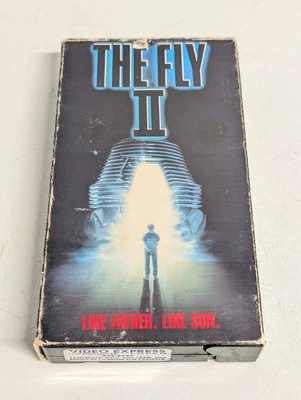 THE FLY
II
LIKE FATHER. LIKE SON.
VIDEO EXPRESS